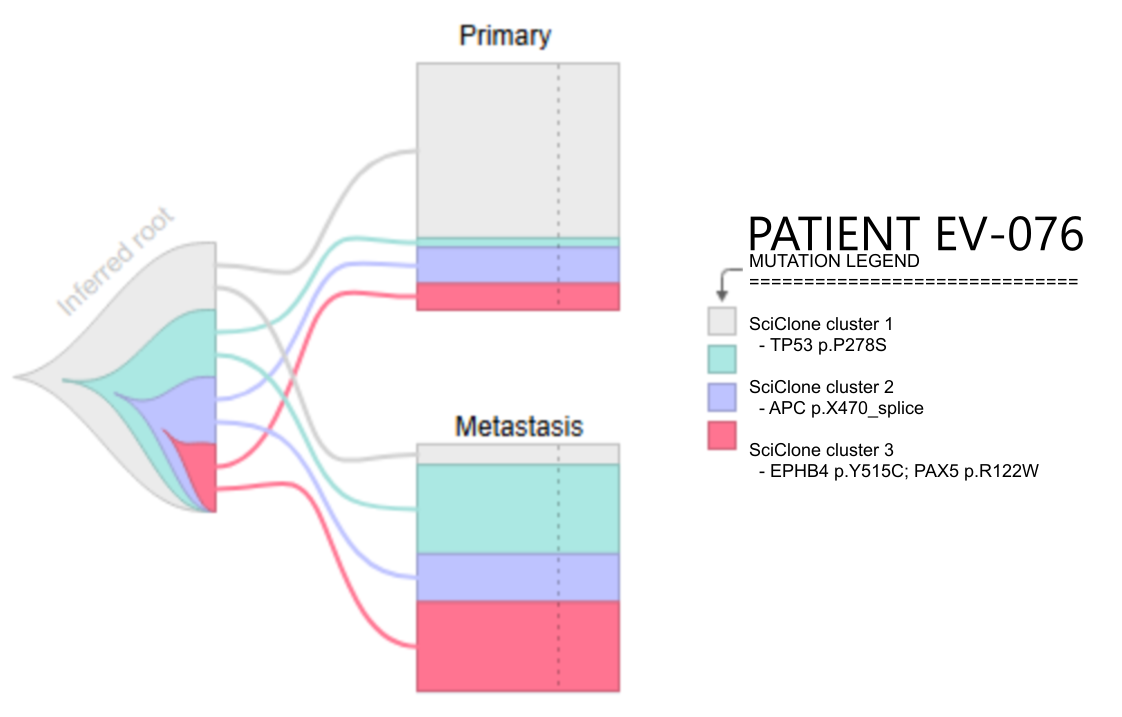 Primary
Inferred root
Metastasis
PATIENT EV-076
MUTATION LEGEND
==============================
SciClone cluster 1
- TP53 p.P278S
SciClone cluster 2
- APC p.X470_splice
SciClone cluster 3
- EPHB4 p.Y515C; PAX5 p.R122W